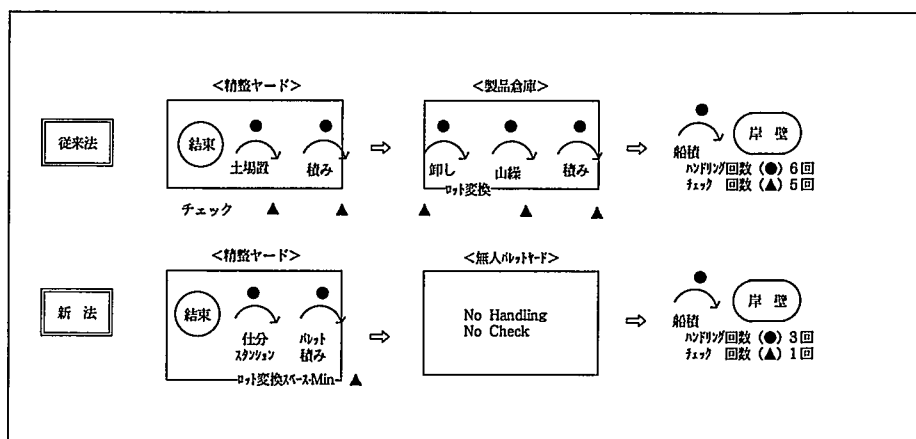 <精整ヤード>
<製品倉庫>
従来法
結束
土場置
積み
⇨
卸し
山繰
積み
⇨
船積
岸 壁
ロット変換
ハンドリング回数 (●) 6回
チェック 回数 (▲) 5回
チェック ▲ ▲ ▲ ▲ ▲
<精整ヤード>
<無人パレットヤード>
新 法
結束
仕分
スタンション
パレット
積み
⇨
No Handling
No Check
⇨
船積
岸 壁
ロット変換スペースMin ▲
ハンドリング回数 (●) 3回
チェック 回数 (▲) 1回